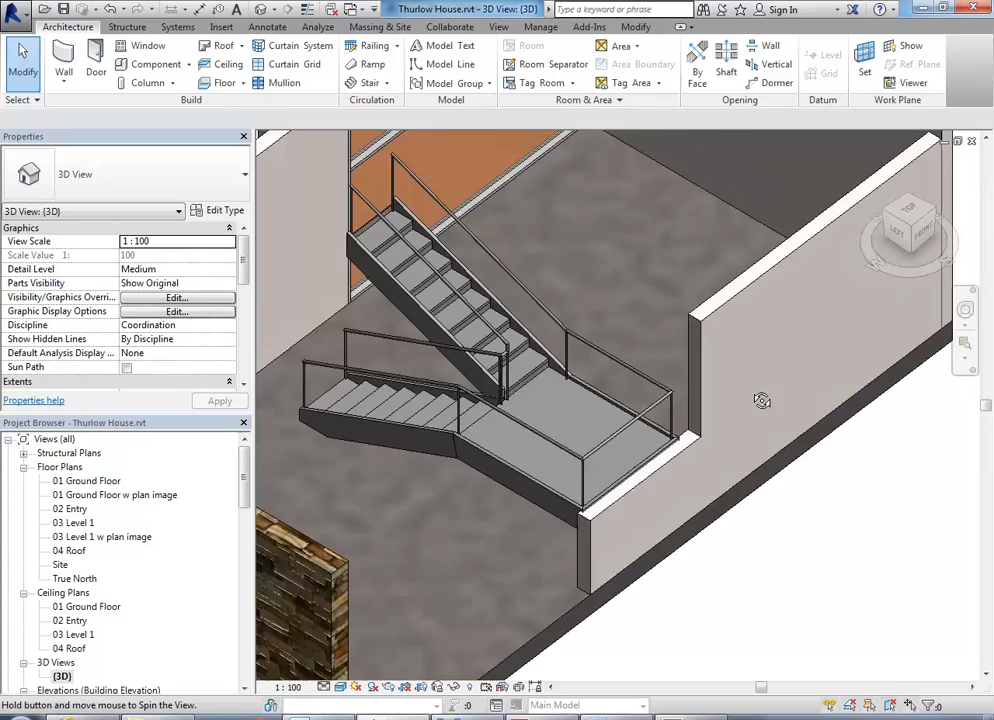 Thurlow House.rvt - 3D View: {3D}
Type a keyword or phrase
Sign In
Architecture Structure Systems Insert Annotate Analyze Massing & Site Collaborate View Manage Add-Ins Modify
Modify
Wall
Door
Window
Component
Column
Roof
Ceiling
Floor
Curtain System
Curtain Grid
Mullion
Railing
Ramp
Stair
Model Text
Model Line
Model Group
Room
Room Separator
Tag Room
Area
Area Boundary
Tag Area
By Face
Shaft
Wall
Vertical
Dormer
Level
Grid
Set
Show
Ref Plane
Viewer
Select
Build
Circulation
Model
Room & Area
Opening
Datum
Work Plane
Properties
3D View
3D View: {3D}
Edit Type
Graphics
View Scale 1 : 100
Scale Value 1: 100
Detail Level Medium
Parts Visibility Show Original
Visibility/Graphics Overri... Edit...
Graphic Display Options Edit...
Discipline Coordination
Show Hidden Lines By Discipline
Default Analysis Display ... None
Sun Path
Extents
Properties help
Apply
Project Browser - Thurlow House.rvt
Views (all)
Structural Plans
Floor Plans
01 Ground Floor
01 Ground Floor w plan image
02 Entry
03 Level 1
03 Level 1 w plan image
04 Roof
Site
True North
Ceiling Plans
01 Ground Floor
02 Entry
03 Level 1
04 Roof
3D Views
{3D}
Elevations (Building Elevation)
TOP
LEFT
FRONT
1 : 100
Hold button and move mouse to Spin the View.
:0
Main Model
:0